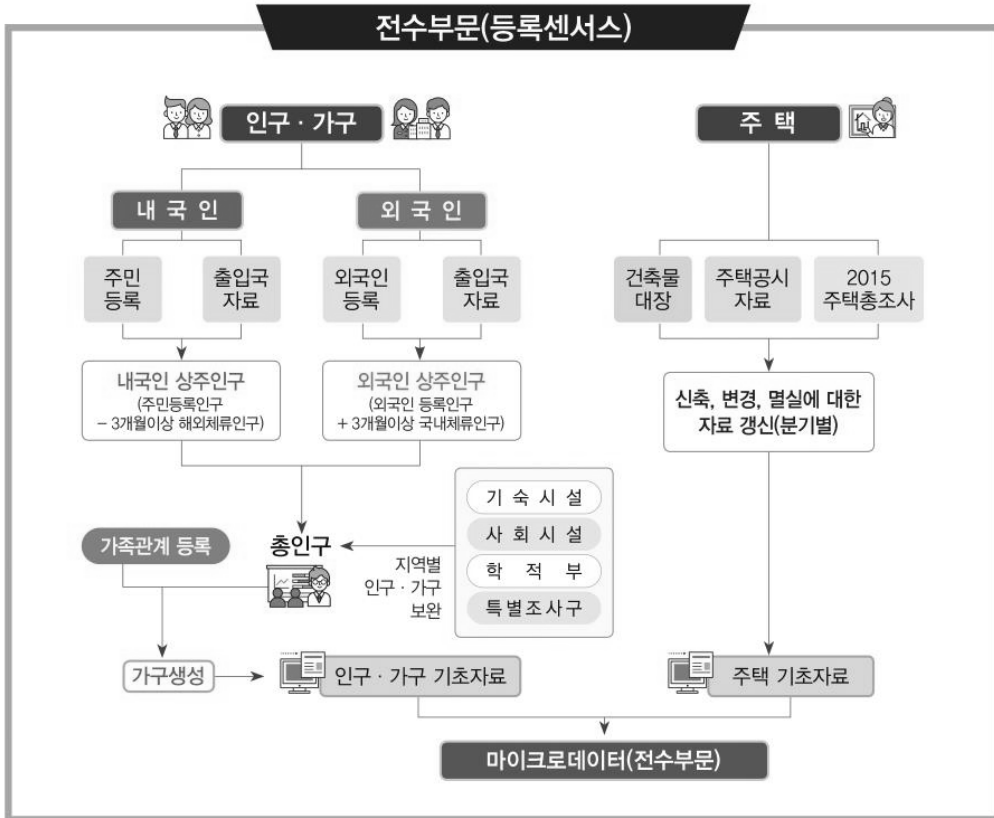 전수부문(등록센서스)
인구 · 가구
주 택
내 국 인
외 국 인
주민
등록
출입국
자료
외국인
등록
출입국
자료
건축물
대장
주택공시
자료
2015
주택총조사
내국인 상주인구
(주민등록인구
– 3개월이상 해외체류인구)
외국인 상주인구
(외국인 등록인구
+ 3개월이상 국내체류인구)
신축, 변경, 멸실에 대한
자료 갱신(분기별)
기 숙 시 설
사 회 시 설
학 적 부
특별조사구
가족관계 등록
총인구
지역별
인구 · 가구
보완
가구생성
인구 · 가구 기초자료
주택 기초자료
마이크로데이터(전수부문)